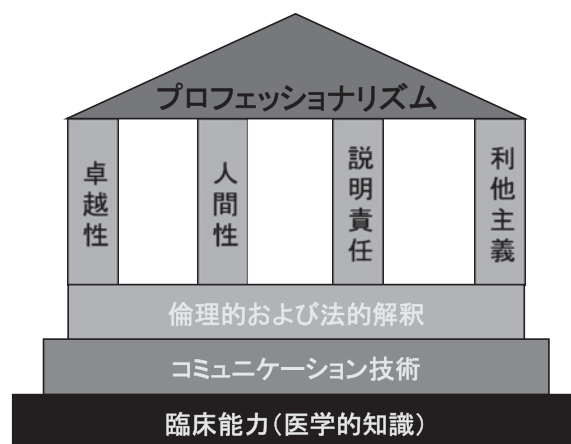 プロフェッショナリズム
卓越性
人間性
説明責任
利他主義
倫理的および法的解釈
コミュニケーション技術
臨床能力(医学的知識)